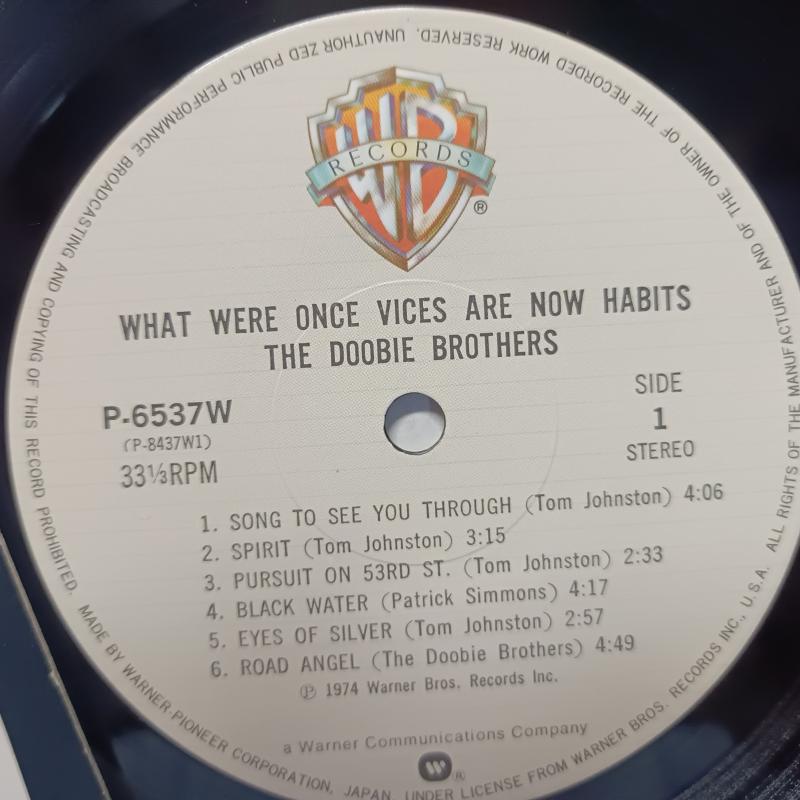 WB
RECORDS
®
WHAT WERE ONCE VICES ARE NOW HABITS
THE DOOBIE BROTHERS
P-6537W
(P-8437W1)
33⅓RPM
SIDE
1
STEREO
1. SONG TO SEE YOU THROUGH (Tom Johnston) 4:06
2. SPIRIT (Tom Johnston) 3:15
3. PURSUIT ON 53RD ST. (Tom Johnston) 2:33
4. BLACK WATER (Patrick Simmons) 4:17
5. EYES OF SILVER (Tom Johnston) 2:57
6. ROAD ANGEL (The Doobie Brothers) 4:49
℗ 1974 Warner Bros. Records Inc.
a Warner Communications Company
®
ALL RIGHTS OF THE MANUFACTURER AND OF THE OWNER OF THE RECORDED WORK RESERVED. UNAUTHOR ZED PUBLIC PERFORMANCE BROADCASTING AND COPYING OF THIS RECORD PROHIBITED. MADE BY WARNER-PIONEER CORPORATION, JAPAN, UNDER LICENSE FROM WARNER BROS. RECORDS INC., U.S.A.